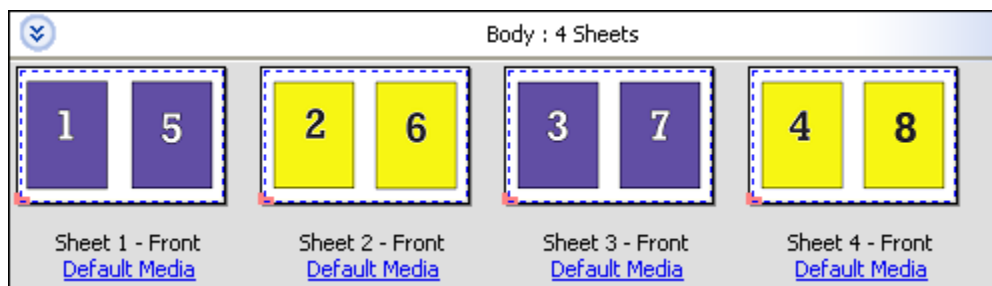 Body : 4 Sheets
1 5 2 6 3 7 4 8
Sheet 1 - Front Sheet 2 - Front Sheet 3 - Front Sheet 4 - Front
Default Media Default Media Default Media Default Media